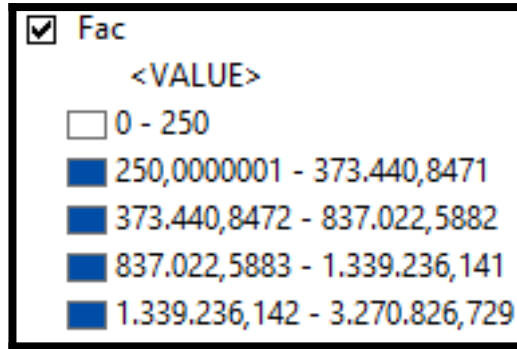 Fac
<VALUE>
0 - 250
250,0000001 - 373.440,8471
373.440,8472 - 837.022,5882
837.022,5883 - 1.339.236,141
1.339.236,142 - 3.270.826,729